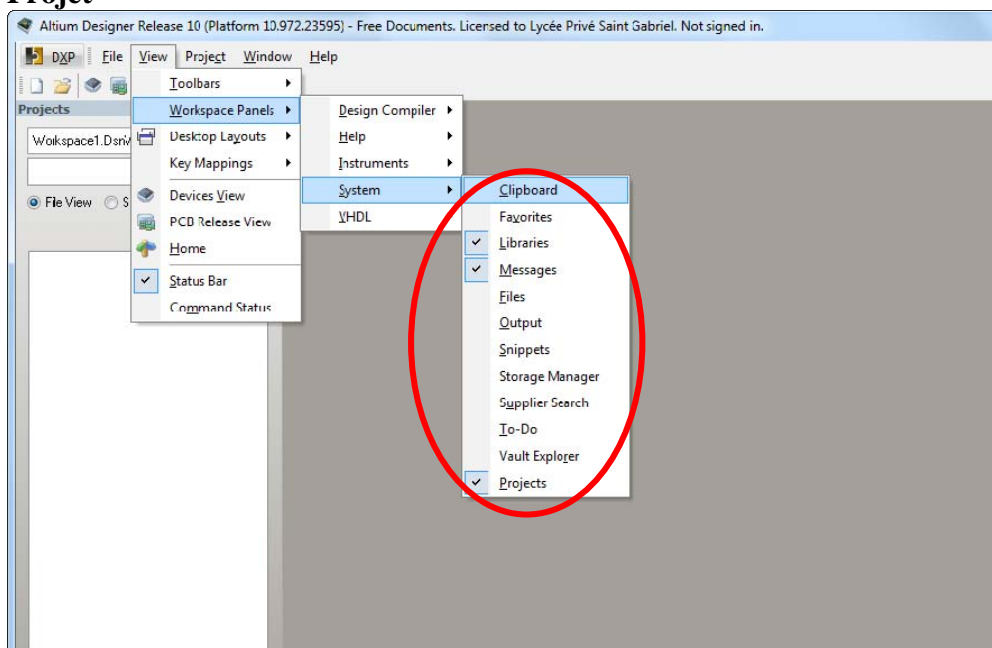 Projet
Altium Designer Release 10 (Platform 10.972.23595) - Free Documents. Licensed to Lycée Privé Saint Gabriel. Not signed in.
DXP File View Project Window Help
Toolbars
Projects
Workspace Panels
Design Compiler
Workspace1.Dsn
Desktop Layouts
Help
Key Mappings
Instruments
File View S
Devices View
System
Clipboard
PCB Release View
VHDL
Favorites
Home
Libraries
Status Bar
Messages
Command Status
Files
Output
Snippets
Storage Manager
Supplier Search
To-Do
Vault Explorer
Projects